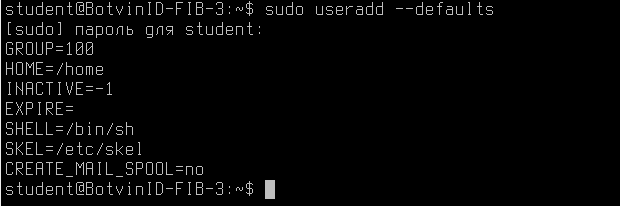 student@BotvinID-FIB-3:~$ sudo useradd --defaults
[sudo] пароль для student:
GROUP=100
HOME=/home
INACTIVE=-1
EXPIRE=
SHELL=/bin/sh
SKEL=/etc/skel
CREATE_MAIL_SPOOL=no
student@BotvinID-FIB-3:~$